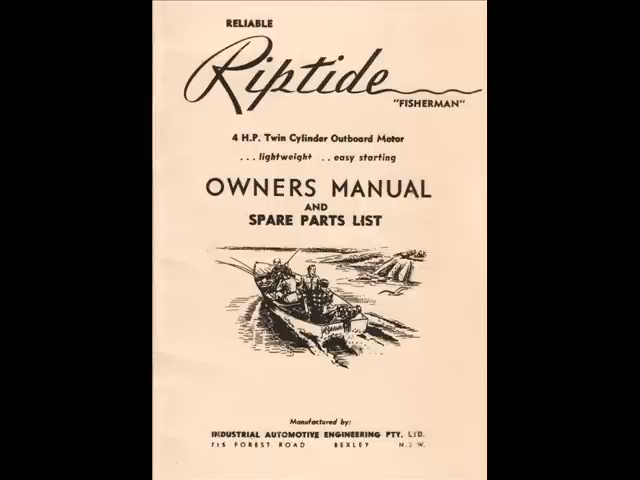 RELIABLE
Riptide
"FISHERMAN"
4 H.P. Twin Cylinder Outboard Motor
. . . lightweight . . easy starting
OWNERS MANUAL
AND
SPARE PARTS LIST
Riptide
Manufactured by:
INDUSTRIAL AUTOMOTIVE ENGINEERING PTY. LTD.
715 FOREST ROAD BEXLEY N.S.W.